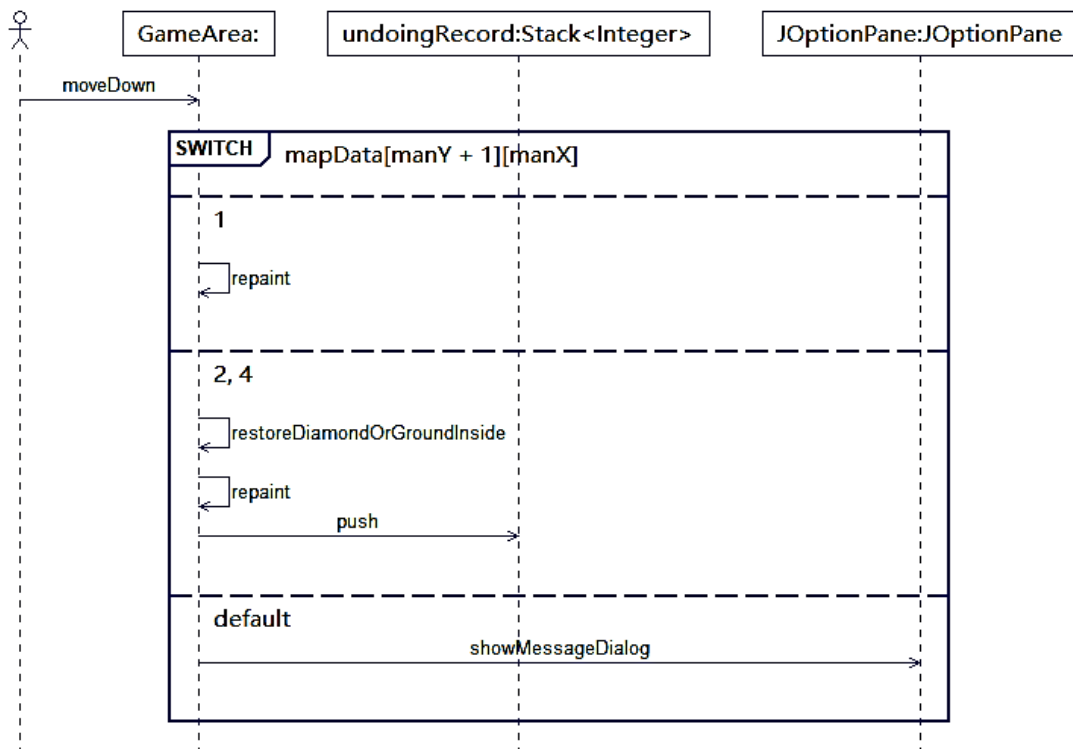 GameArea:
undoingRecord:Stack<Integer>
JOptionPane:JOptionPane
moveDown
SWITCH
mapData[manY + 1][manX]
1
repaint
2, 4
restoreDiamondOrGroundInside
repaint
push
default
showMessageDialog